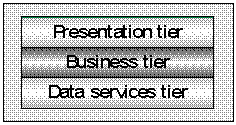 Presentation tier
Business tier
Data services tier